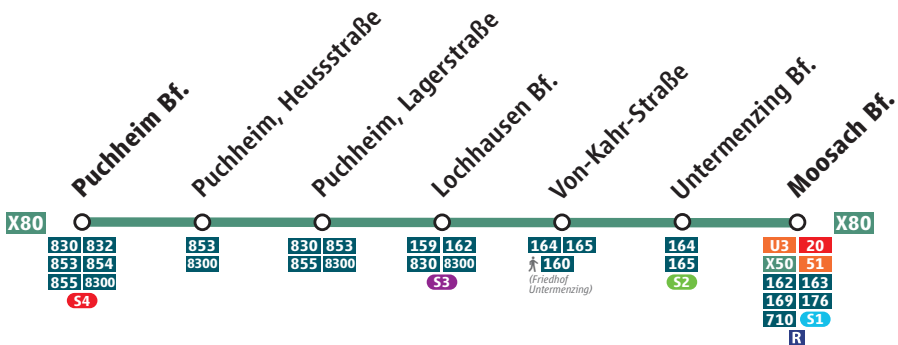 Puchheim Bf.
Puchheim, Heussstraße
Puchheim, Lagerstraße
Lochhausen Bf.
Von-Kahr-Straße
Untermenzing Bf.
Moosach Bf.
X80
X80
830 832
853 854
855 8300
S4
853
8300
830 853
855 8300
159 162
830 8300
S3
164 165
160
(Friedhof
Untermenzing)
164
165
S2
U3 20
X50 51
162 163
169 176
710 S1
R